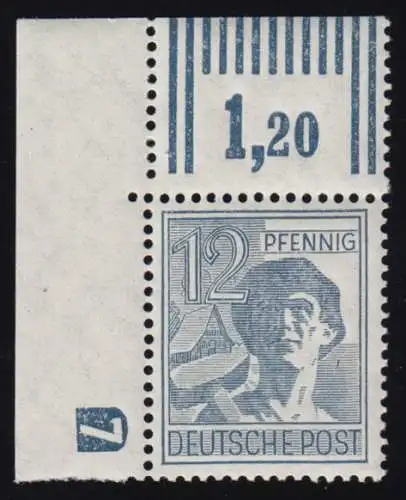 1,20
12 PFENNIG
DEUTSCHE POST